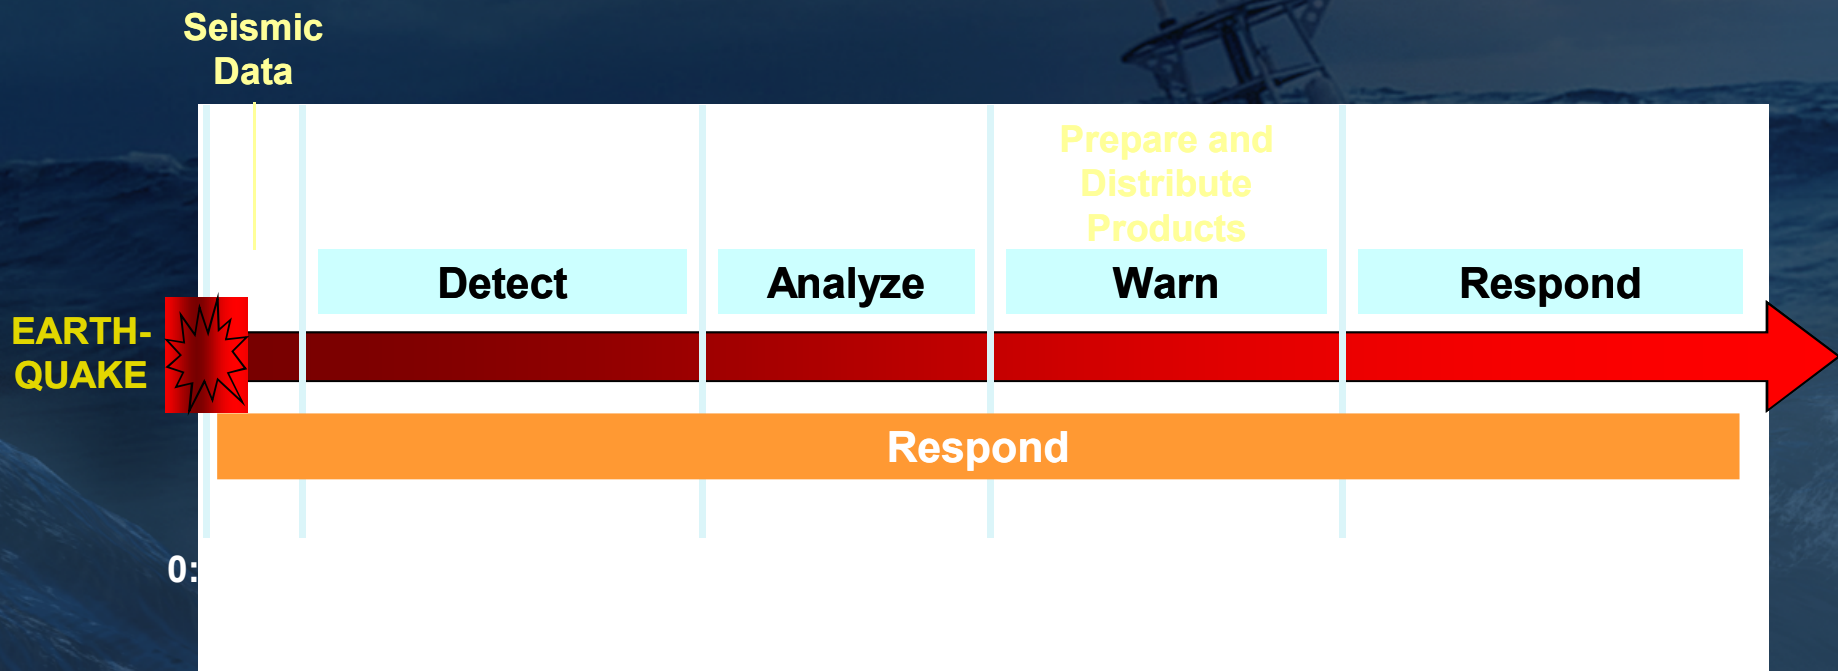 Seismic
Data
Prepare and
Distribute
Products
Detect
Analyze
Warn
Respond
EARTH-
QUAKE
Respond
0: